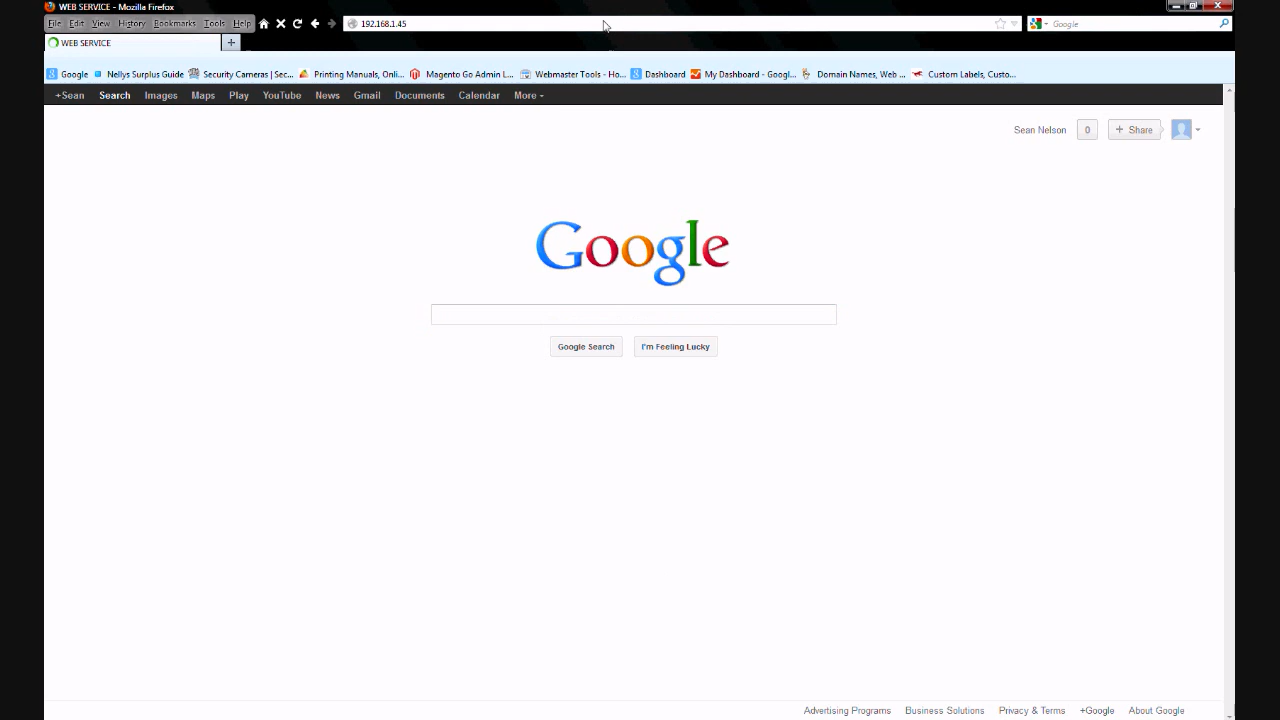 WEB SERVICE - Mozilla Firefox
File Edit View History Bookmarks Tools Help 192.168.1.45 Google
WEB SERVICE
Google Nellys Surplus Guide Security Cameras | Sec... Printing Manuals, Onli... Magento Go Admin L... Webmaster Tools - Ho... Dashboard My Dashboard - Googl... Domain Names, Web ... Custom Labels, Custo...
+Sean Search Images Maps Play YouTube News Gmail Documents Calendar More
Sean Nelson 0 + Share
Google
Google Search I'm Feeling Lucky
Advertising Programs Business Solutions Privacy & Terms +Google About Google